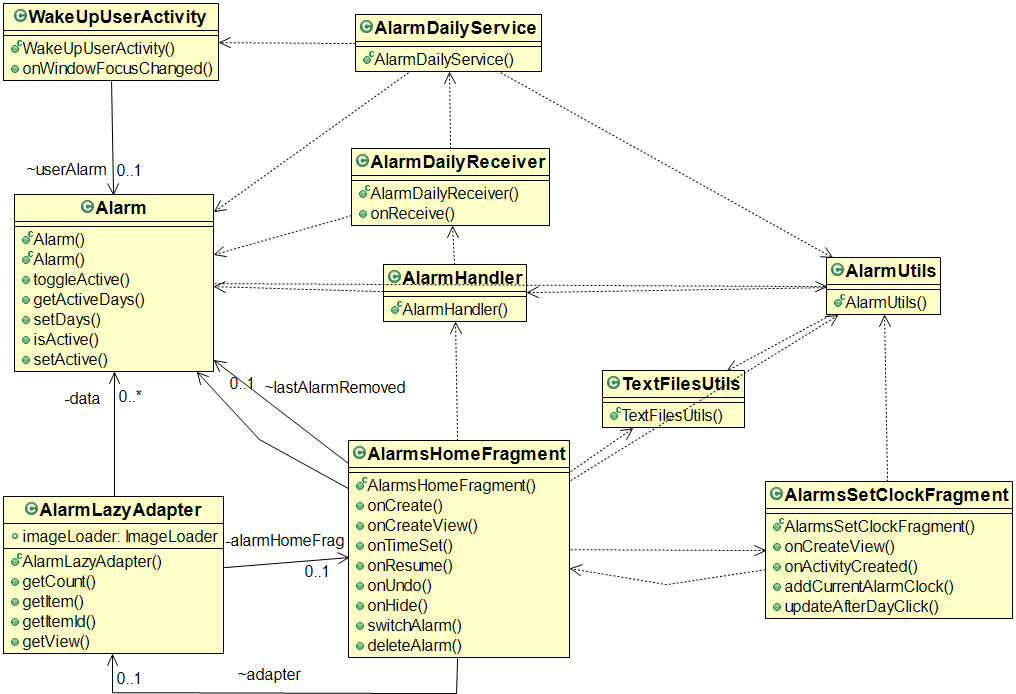 WakeUpUserActivity
WakeUpUserActivity()
onWindowFocusChanged()
AlarmDailyService
AlarmDailyService()
~userAlarm
0..1
AlarmDailyReceiver
AlarmDailyReceiver()
onReceive()
Alarm
Alarm()
Alarm()
toggleActive()
getActiveDays()
setDays()
isActive()
setActive()
AlarmHandler
AlarmHandler()
AlarmUtils
AlarmUtils()
0..1
~lastAlarmRemoved
-data
0..*
TextFilesUtils
TextFilesUtils()
AlarmsHomeFragment
AlarmsHomeFragment()
onCreate()
onCreateView()
onTimeSet()
onResume()
onUndo()
onHide()
switchAlarm()
deleteAlarm()
AlarmLazyAdapter
imageLoader: ImageLoader
AlarmLazyAdapter()
getCount()
getItem()
getItemId()
getView()
-alarmHomeFrag
0..1
AlarmsSetClockFragment
AlarmsSetClockFragment()
onCreateView()
onActivityCreated()
addCurrentAlarmClock()
updateAfterDayClick()
~adapter
0..1